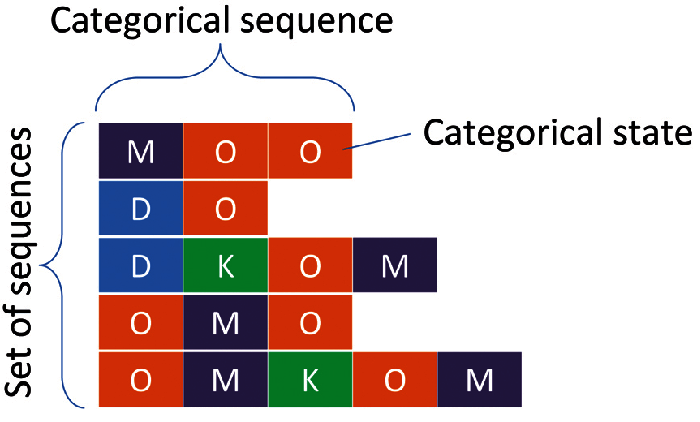 Categorical sequence
Categorical state
Set of sequences
M O O
D O
D K O M
O M O
O M K O M